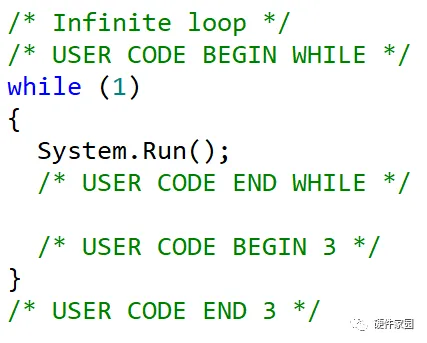 /* Infinite loop */
/* USER CODE BEGIN WHILE */
while (1)
{
  System.Run();
  /* USER CODE END WHILE */

  /* USER CODE BEGIN 3 */
}
/* USER CODE END 3 */
硬件家园